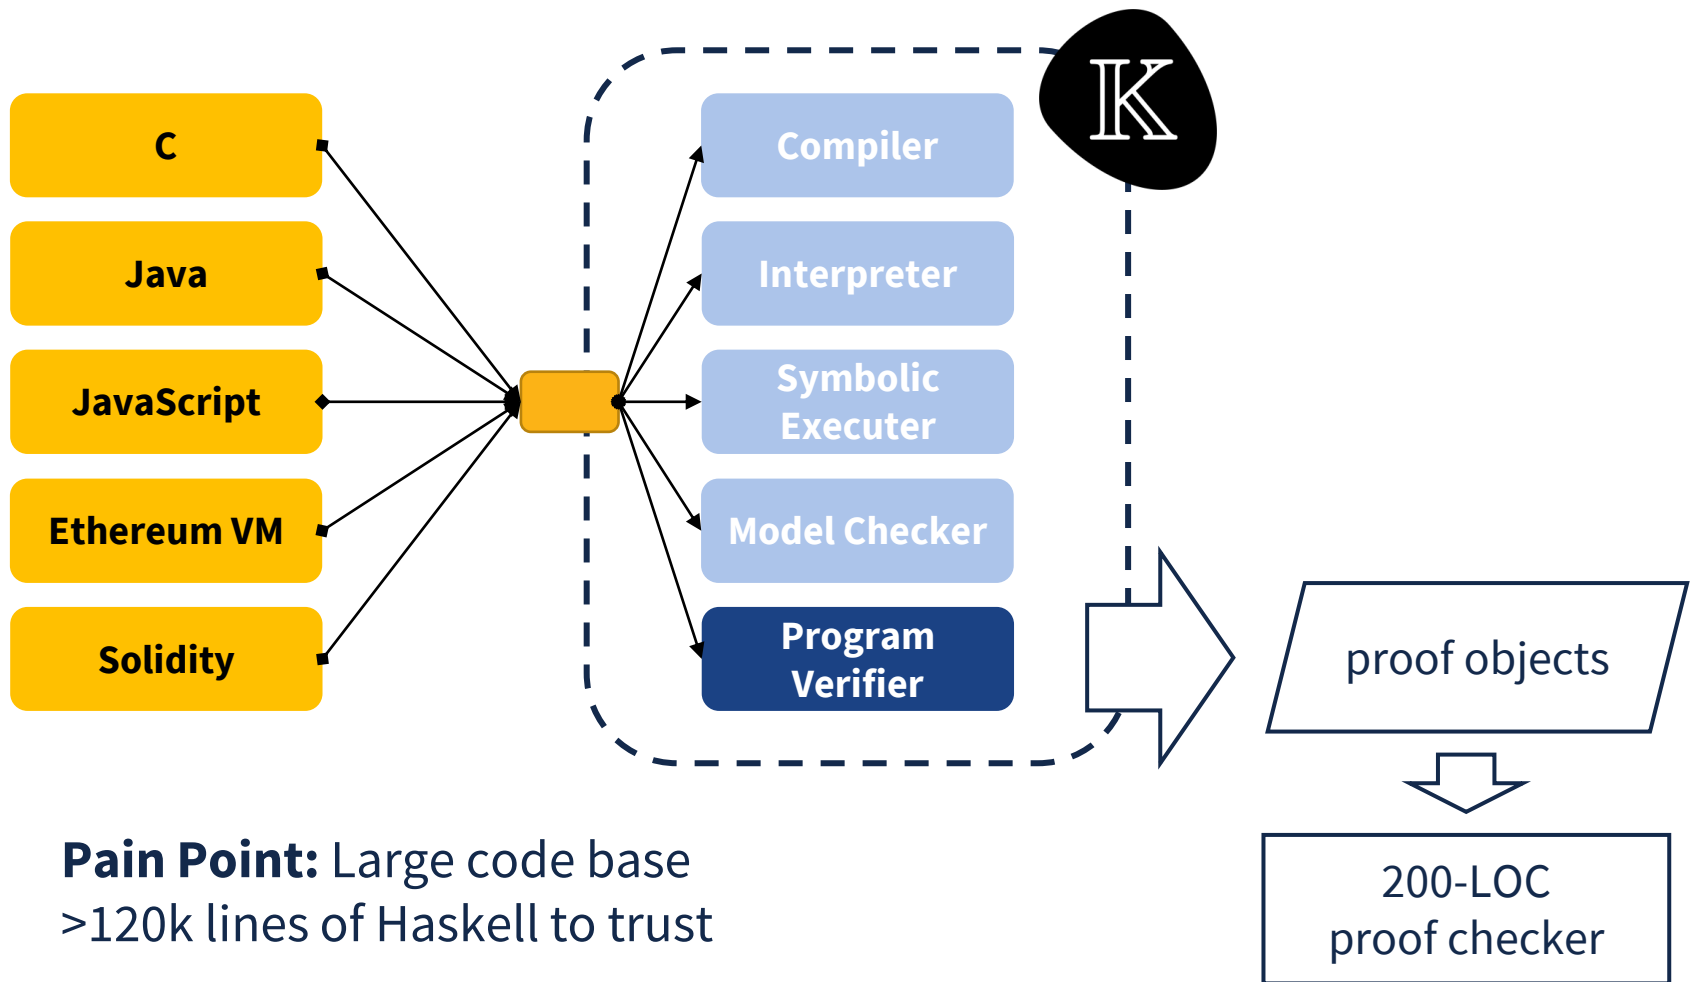 C
Java
JavaScript
Ethereum VM
Solidity
Compiler
Interpreter
Symbolic
Executer
Model Checker
Program
Verifier
𝕂
proof objects
200-LOC
proof checker
Pain Point: Large code base
>120k lines of Haskell to trust